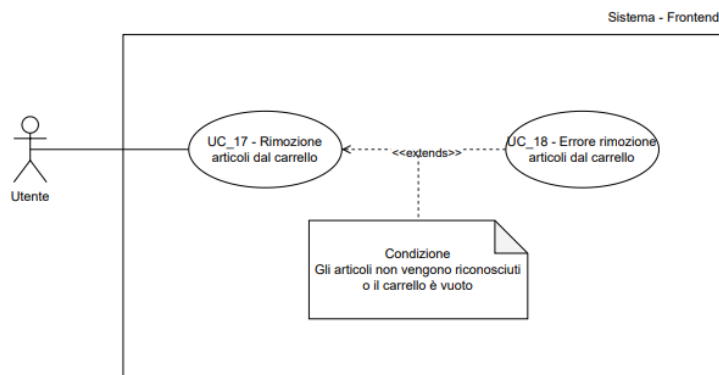 Sistema - Frontend
UC_17 - Rimozione
articoli dal carrello
<<extends>>
UC_18 - Errore rimozione
articoli dal carrello
Utente
Condizione
Gli articoli non vengono riconosciuti
o il carrello è vuoto